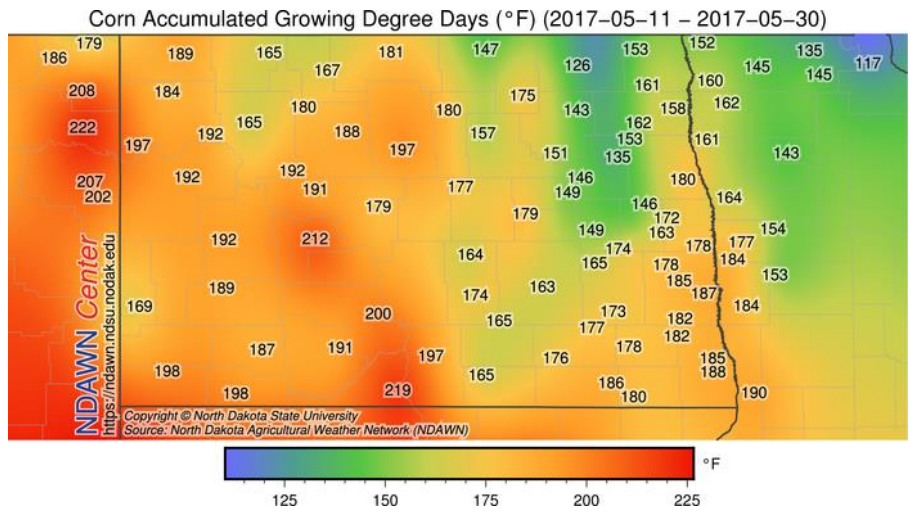 Corn Accumulated Growing Degree Days (°F) (2017-05-11 – 2017-05-30)
179 189 165 181 147 153 152 135
186 167 126 161 160 145 145 117
208 184 180 180 175 143 158 162
222 192 165 188 157 162
197 197 151 153 135 161 143
207 192 192 191 177 146 180
202 179 179 149 146 164
192 212 149 172 163 154
164 174 178 177
165 178 184
189 174 163 185 187 153
169 200 165 173 182 184
177 182
187 191 197 176 178 185
198 165 188
198 219 186 180 190
NDAWN Center
https://ndawn.ndsu.nodak.edu
Copyright © North Dakota State University
Source: North Dakota Agricultural Weather Network (NDAWN)
°F
125 150 175 200 225